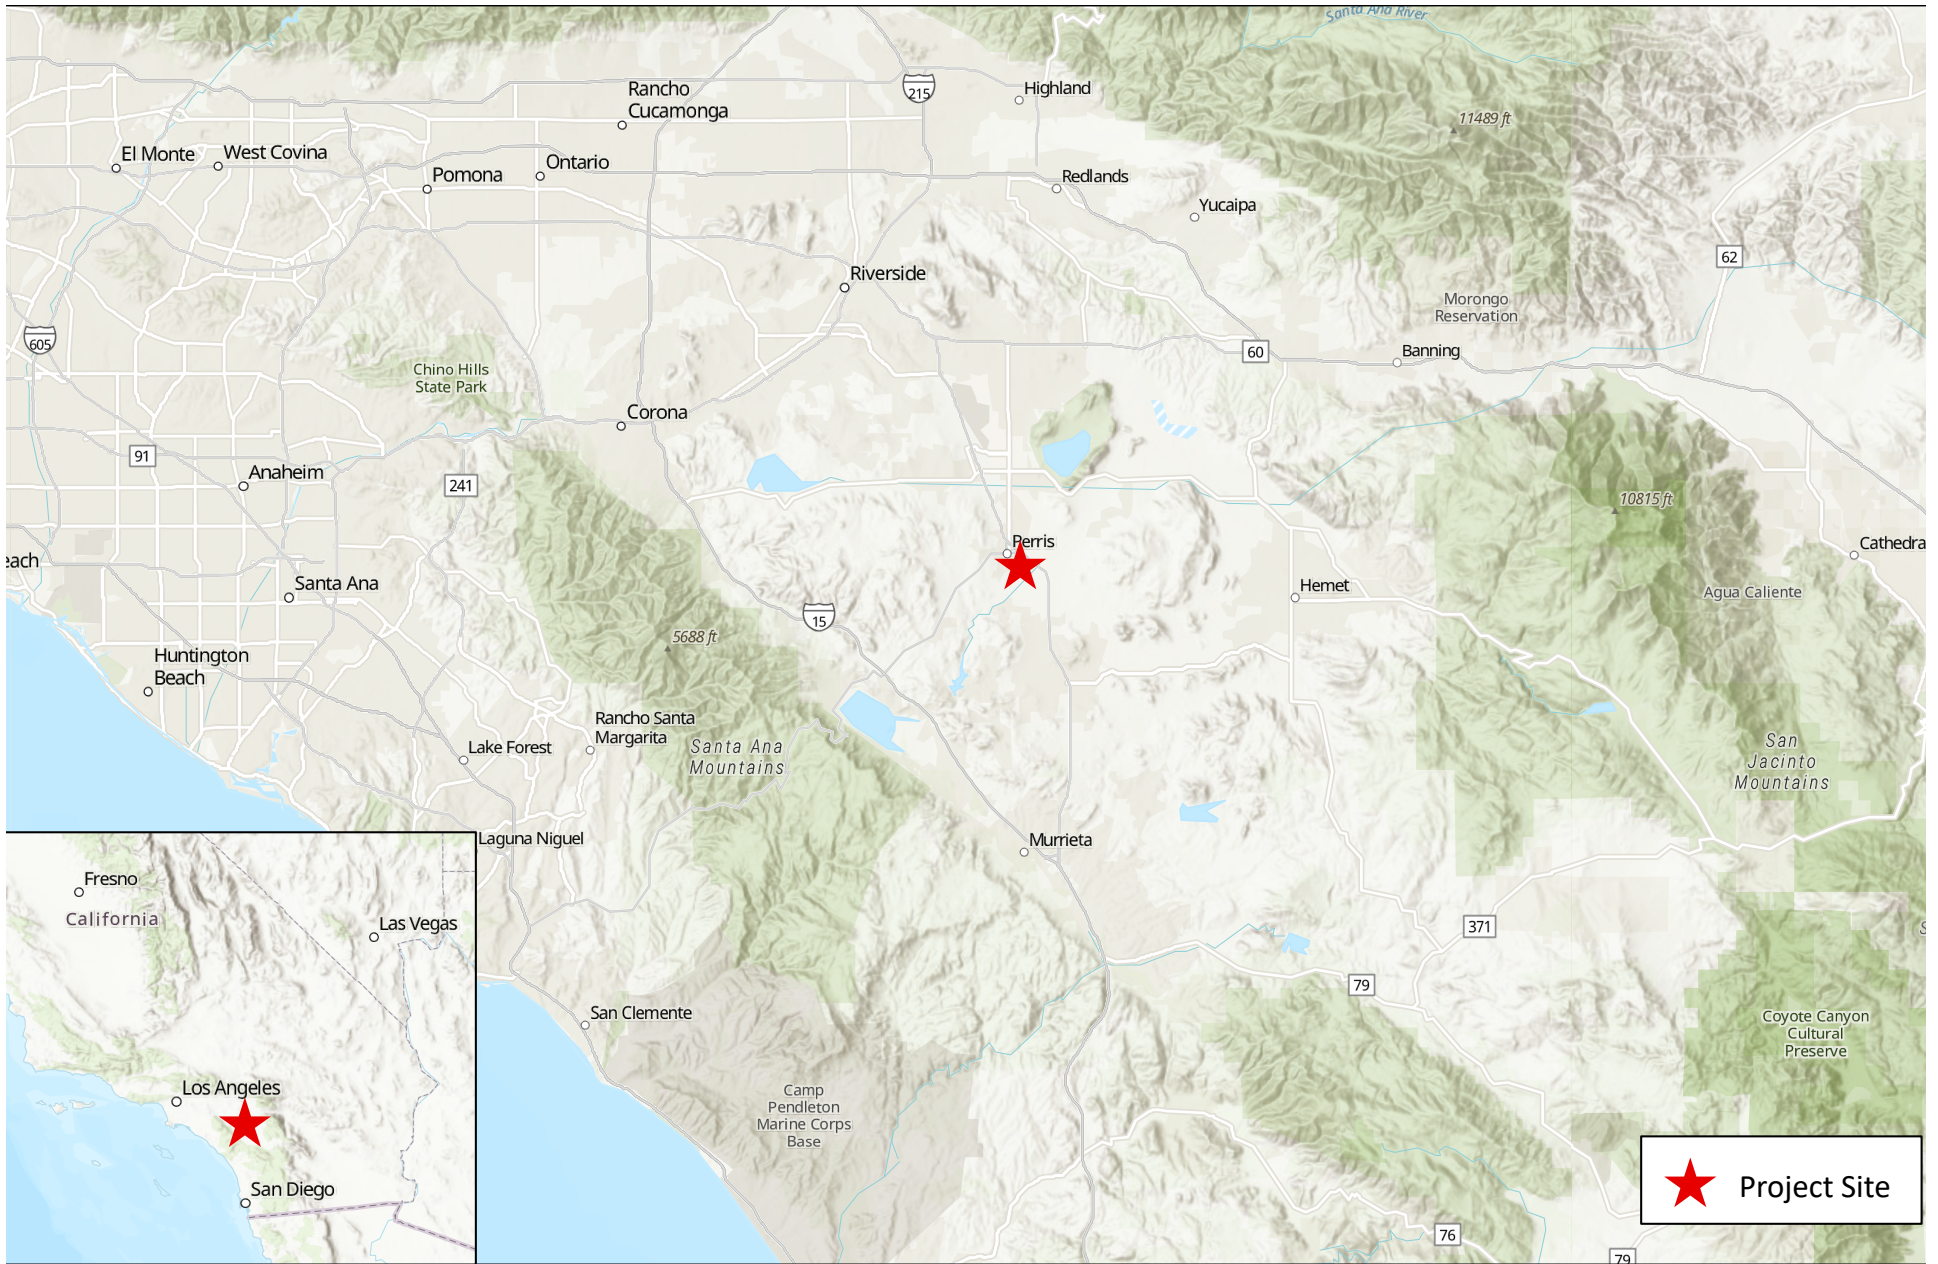 Santa Ana River
215
Highland
Rancho
Cucamonga
11489 ft
El Monte
West Covina
Ontario
Pomona
Redlands
Yucaipa
62
Riverside
Morongo
Reservation
605
60
Banning
Chino Hills
State Park
Corona
91
Anaheim
241
10815 ft
Perris
Cathedra
each
Santa Ana
Hemet
Agua Caliente
15
5688 ft
Huntington
Beach
Rancho Santa
Margarita
Lake Forest
Santa Ana
Mountains
San
Jacinto
Mountains
Laguna Niguel
Murrieta
Fresno
California
Las Vegas
371
S
79
San Clemente
Coyote Canyon
Cultural
Preserve
Los Angeles
Camp
Pendleton
Marine Corps
Base
San Diego
Project Site
76
79